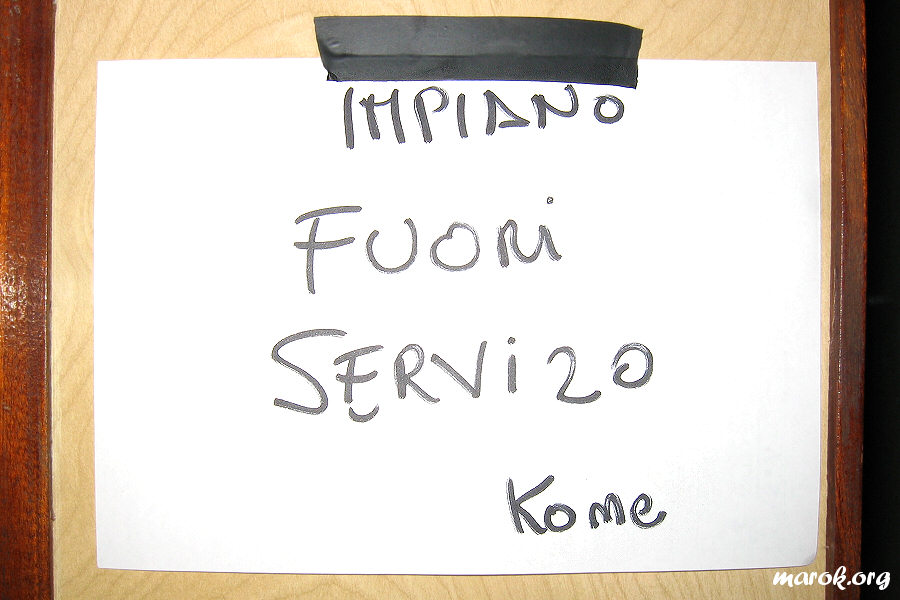 IMPIANO
FUORi
SERViZO
Kome
marok.org